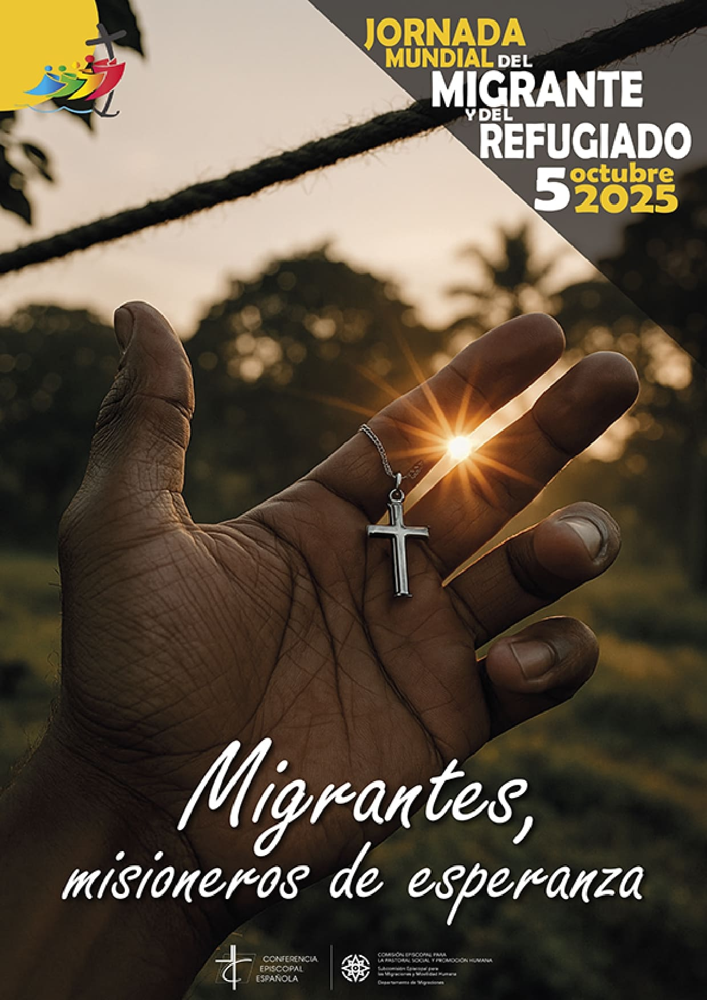 JORNADA
MUNDIAL DEL
MIGRANTE
Y DEL
REFUGIADO
5 octubre
2025
Migrantes,
misioneros de esperanza
CONFERENCIA
EPISCOPAL
ESPAÑOLA
COMISIÓN EPISCOPAL PARA
LA PASTORAL SOCIAL Y PROMOCIÓN HUMANA
Subcomisión Episcopal para
las Migraciones y Movilidad Humana
Departamento de Migraciones